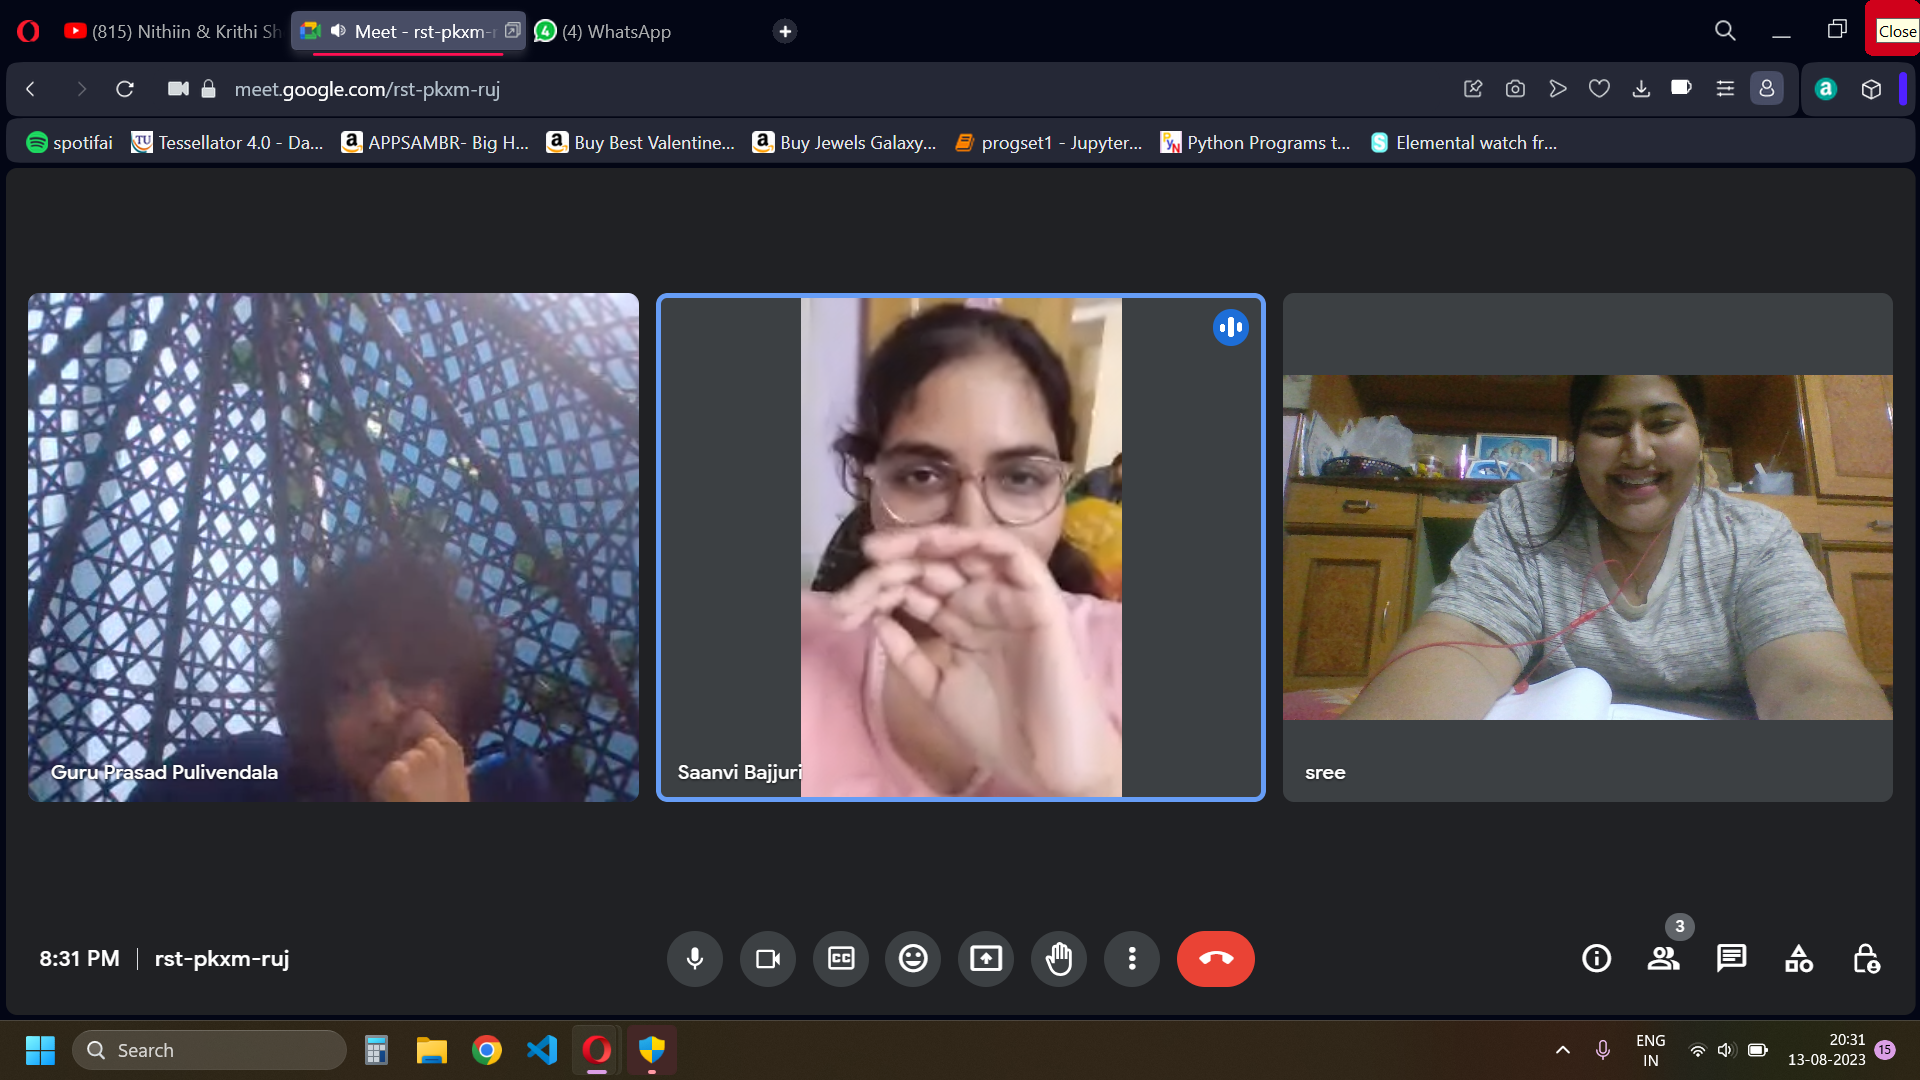 (815) Nithiin & Krithi Sh
Meet - rst-pkxm-r
4
(4) WhatsApp
Close
meet.google.com/rst-pkxm-ruj
a
spotifai
TU
Tessellator 4.0 - Da...
a
APPSAMBR- Big H...
a
Buy Best Valentine...
a
Buy Jewels Galaxy...
progset1 - Jupyter...
Python Programs t...
S
Elemental watch fr...
Guru Prasad Pulivendala
Saanvi Bajjuri
sree
8:31 PM
rst-pkxm-ruj
CC
3
Search
ENG
IN
20:31
13-08-2023
15